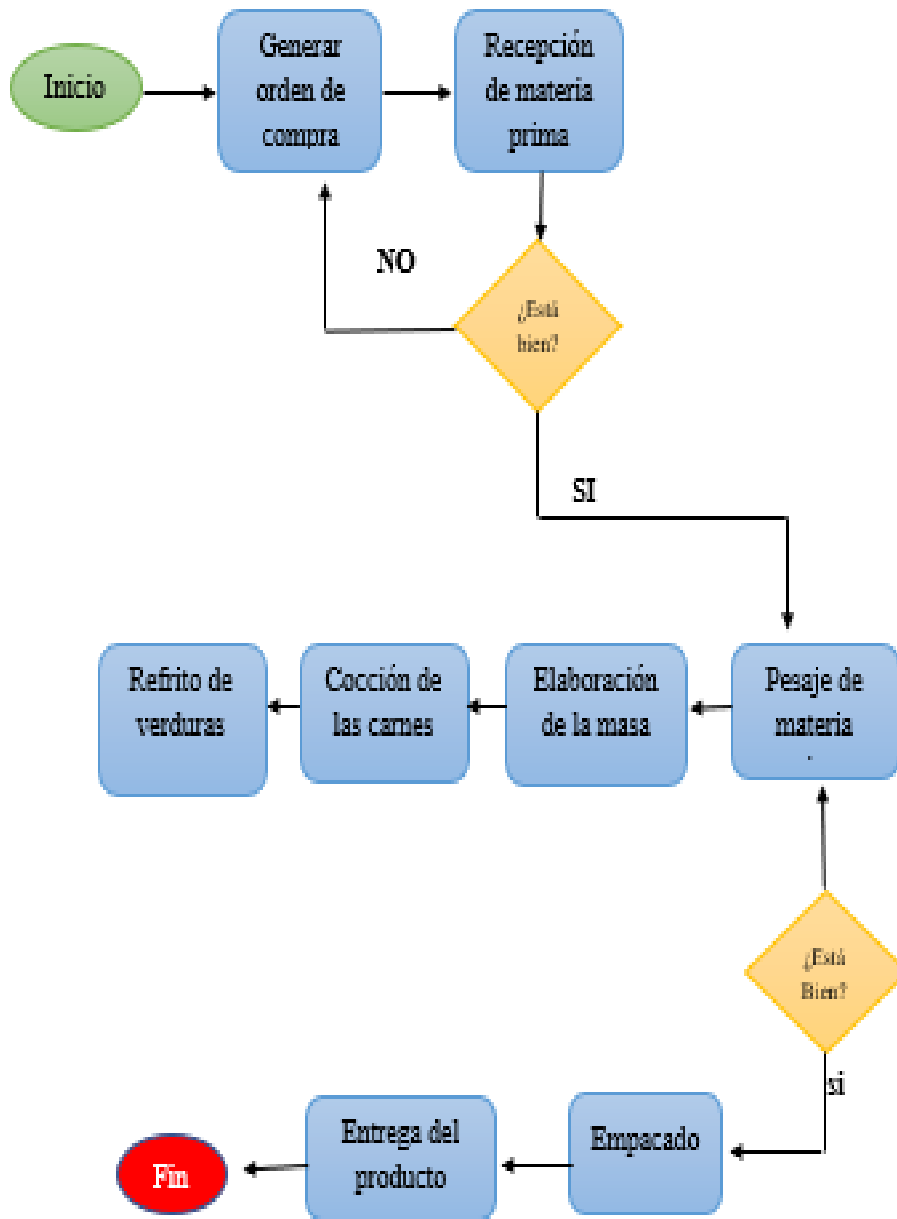 Inicio
Generar
orden de
compra
Recepción
de materia
prima
NO
¿Está
bien?
SI
Refrito de
verduras
Cocción de
las carnes
Elaboración
de la masa
Pesaje de
materia
¿Está
Bien?
si
Fin
Entrega del
producto
Empacado